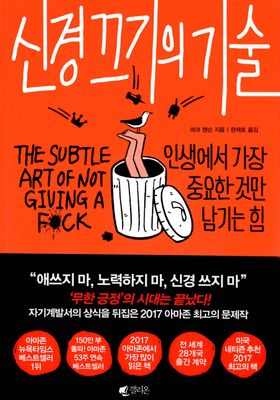 신경 끄기의 기술
마크 맨슨 지음 | 한재호 옮김
THE SUBTLE
ART OF NOT
GIVING A
F CK
인생에서 가장
중요한 것만
남기는 힘
“애쓰지 마, 노력하지 마, 신경 쓰지 마”
‘무한 긍정’의 시대는 끝났다!
자기계발서의 상식을 뒤집은 2017 아마존 최고의 문제작
아마존
뉴욕타임스
베스트셀러
1위
150만 부
돌파! 아마존
53주 연속
베스트셀러
2017
아마존에서
가장 많이
읽은 책
전 세계
28개국
출간 계약
미국
네티즌 추천
2017
최고의 책
갤리온